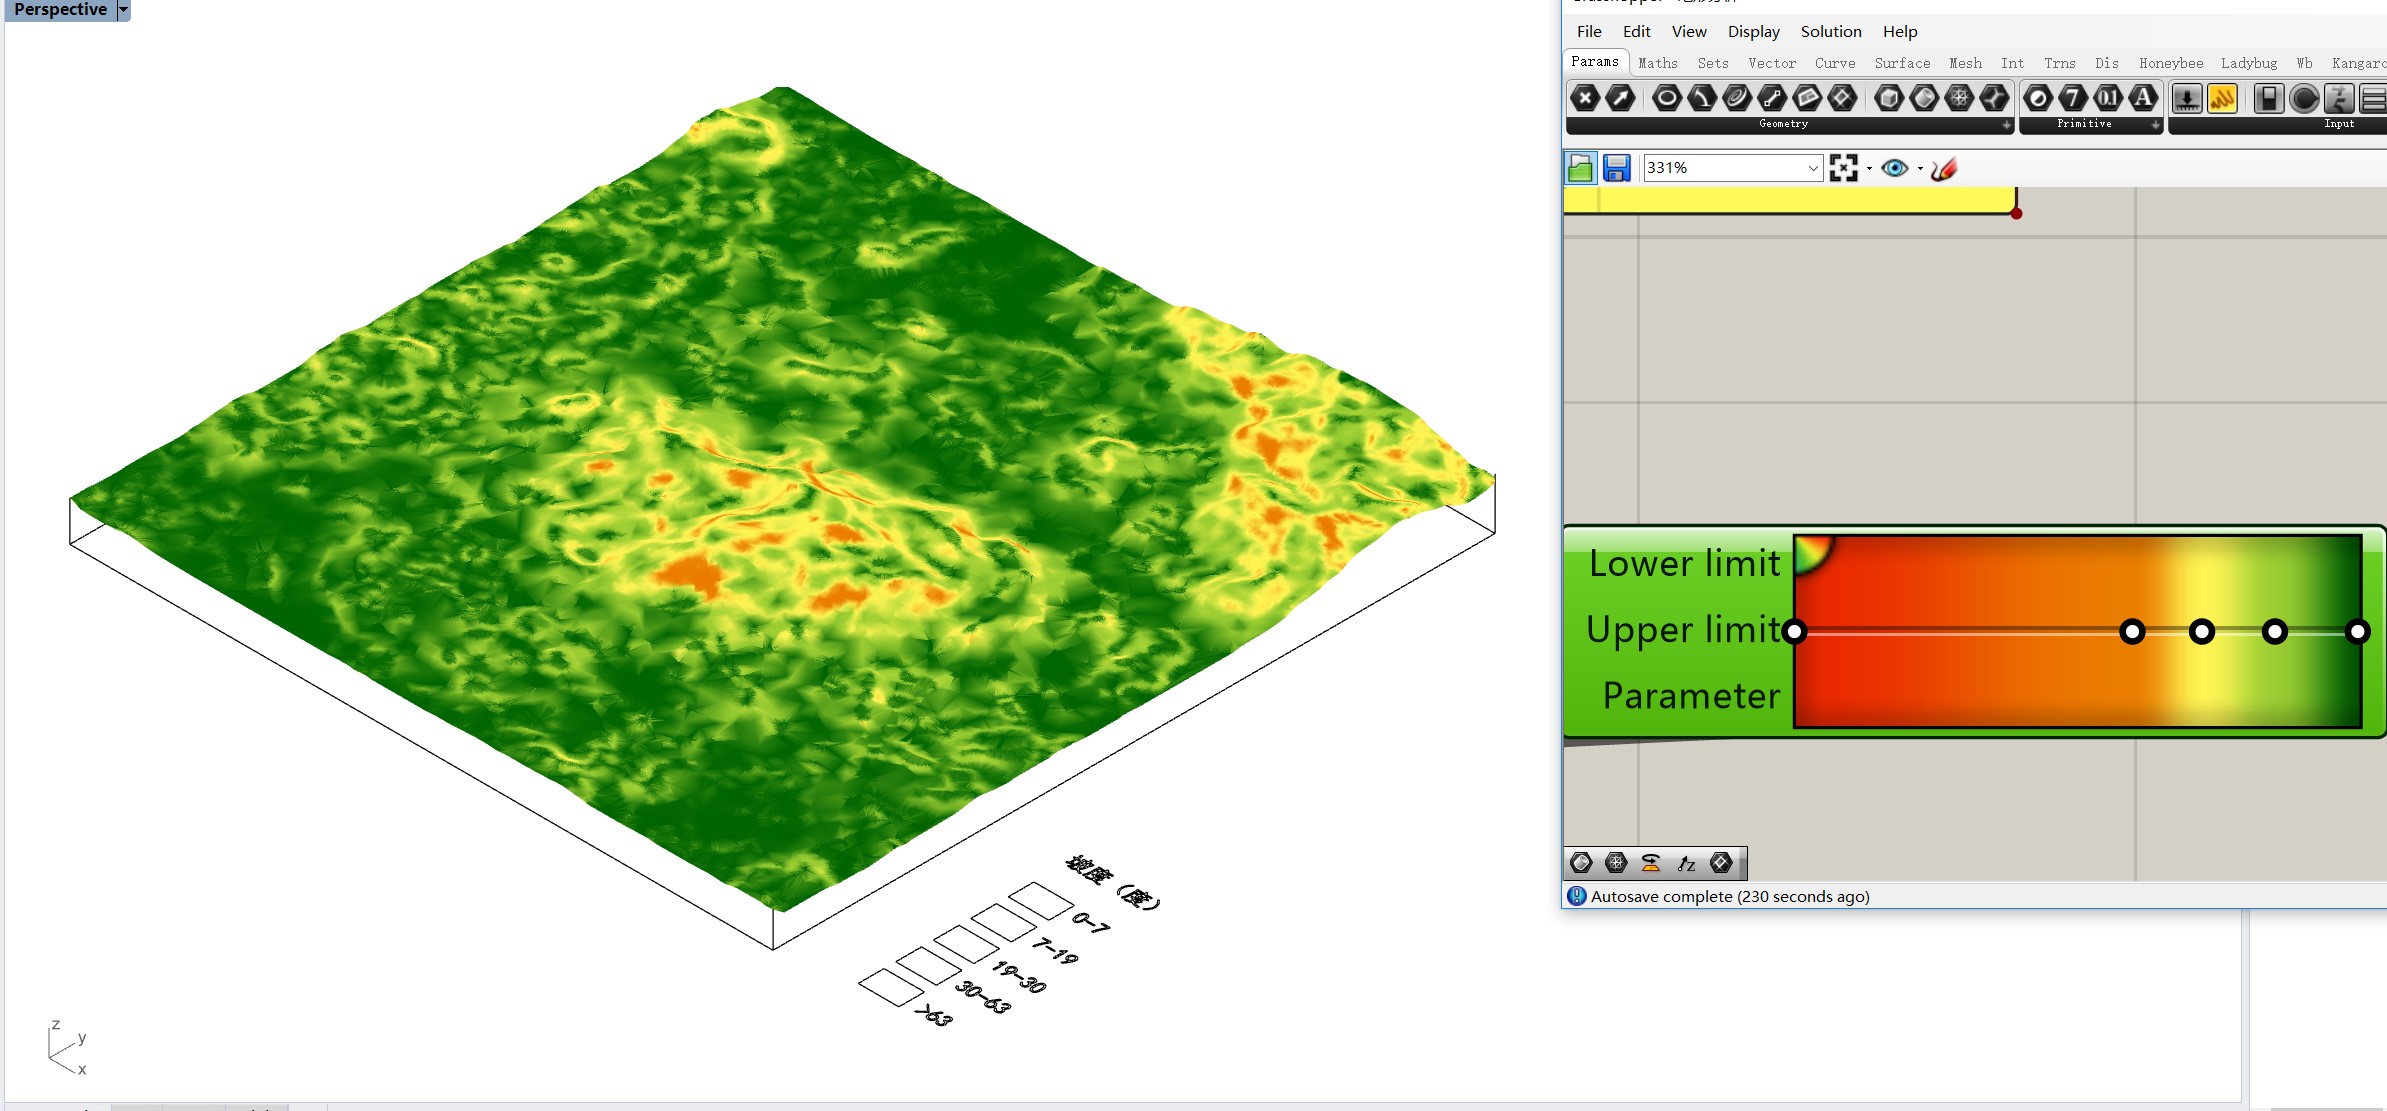 Perspective
File Edit View Display Solution Help
Params Maths Sets Vector Curve Surface Mesh Int Trns Dis Honeybee Ladybug Wb
Geometry Primitive Input
331%
Lower limit
Upper limit
Parameter
Autosave complete (230 seconds ago)
坡度（度）
0-7
7-19
19-30
30-63
>63
z
y
x